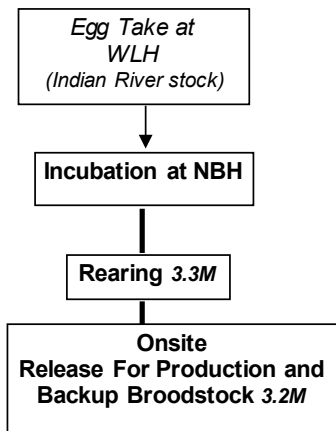 Egg Take at
WLH
(Indian River stock)
Incubation at NBH
Rearing 3.3M
Onsite
Release For Production and
Backup Broodstock 3.2M